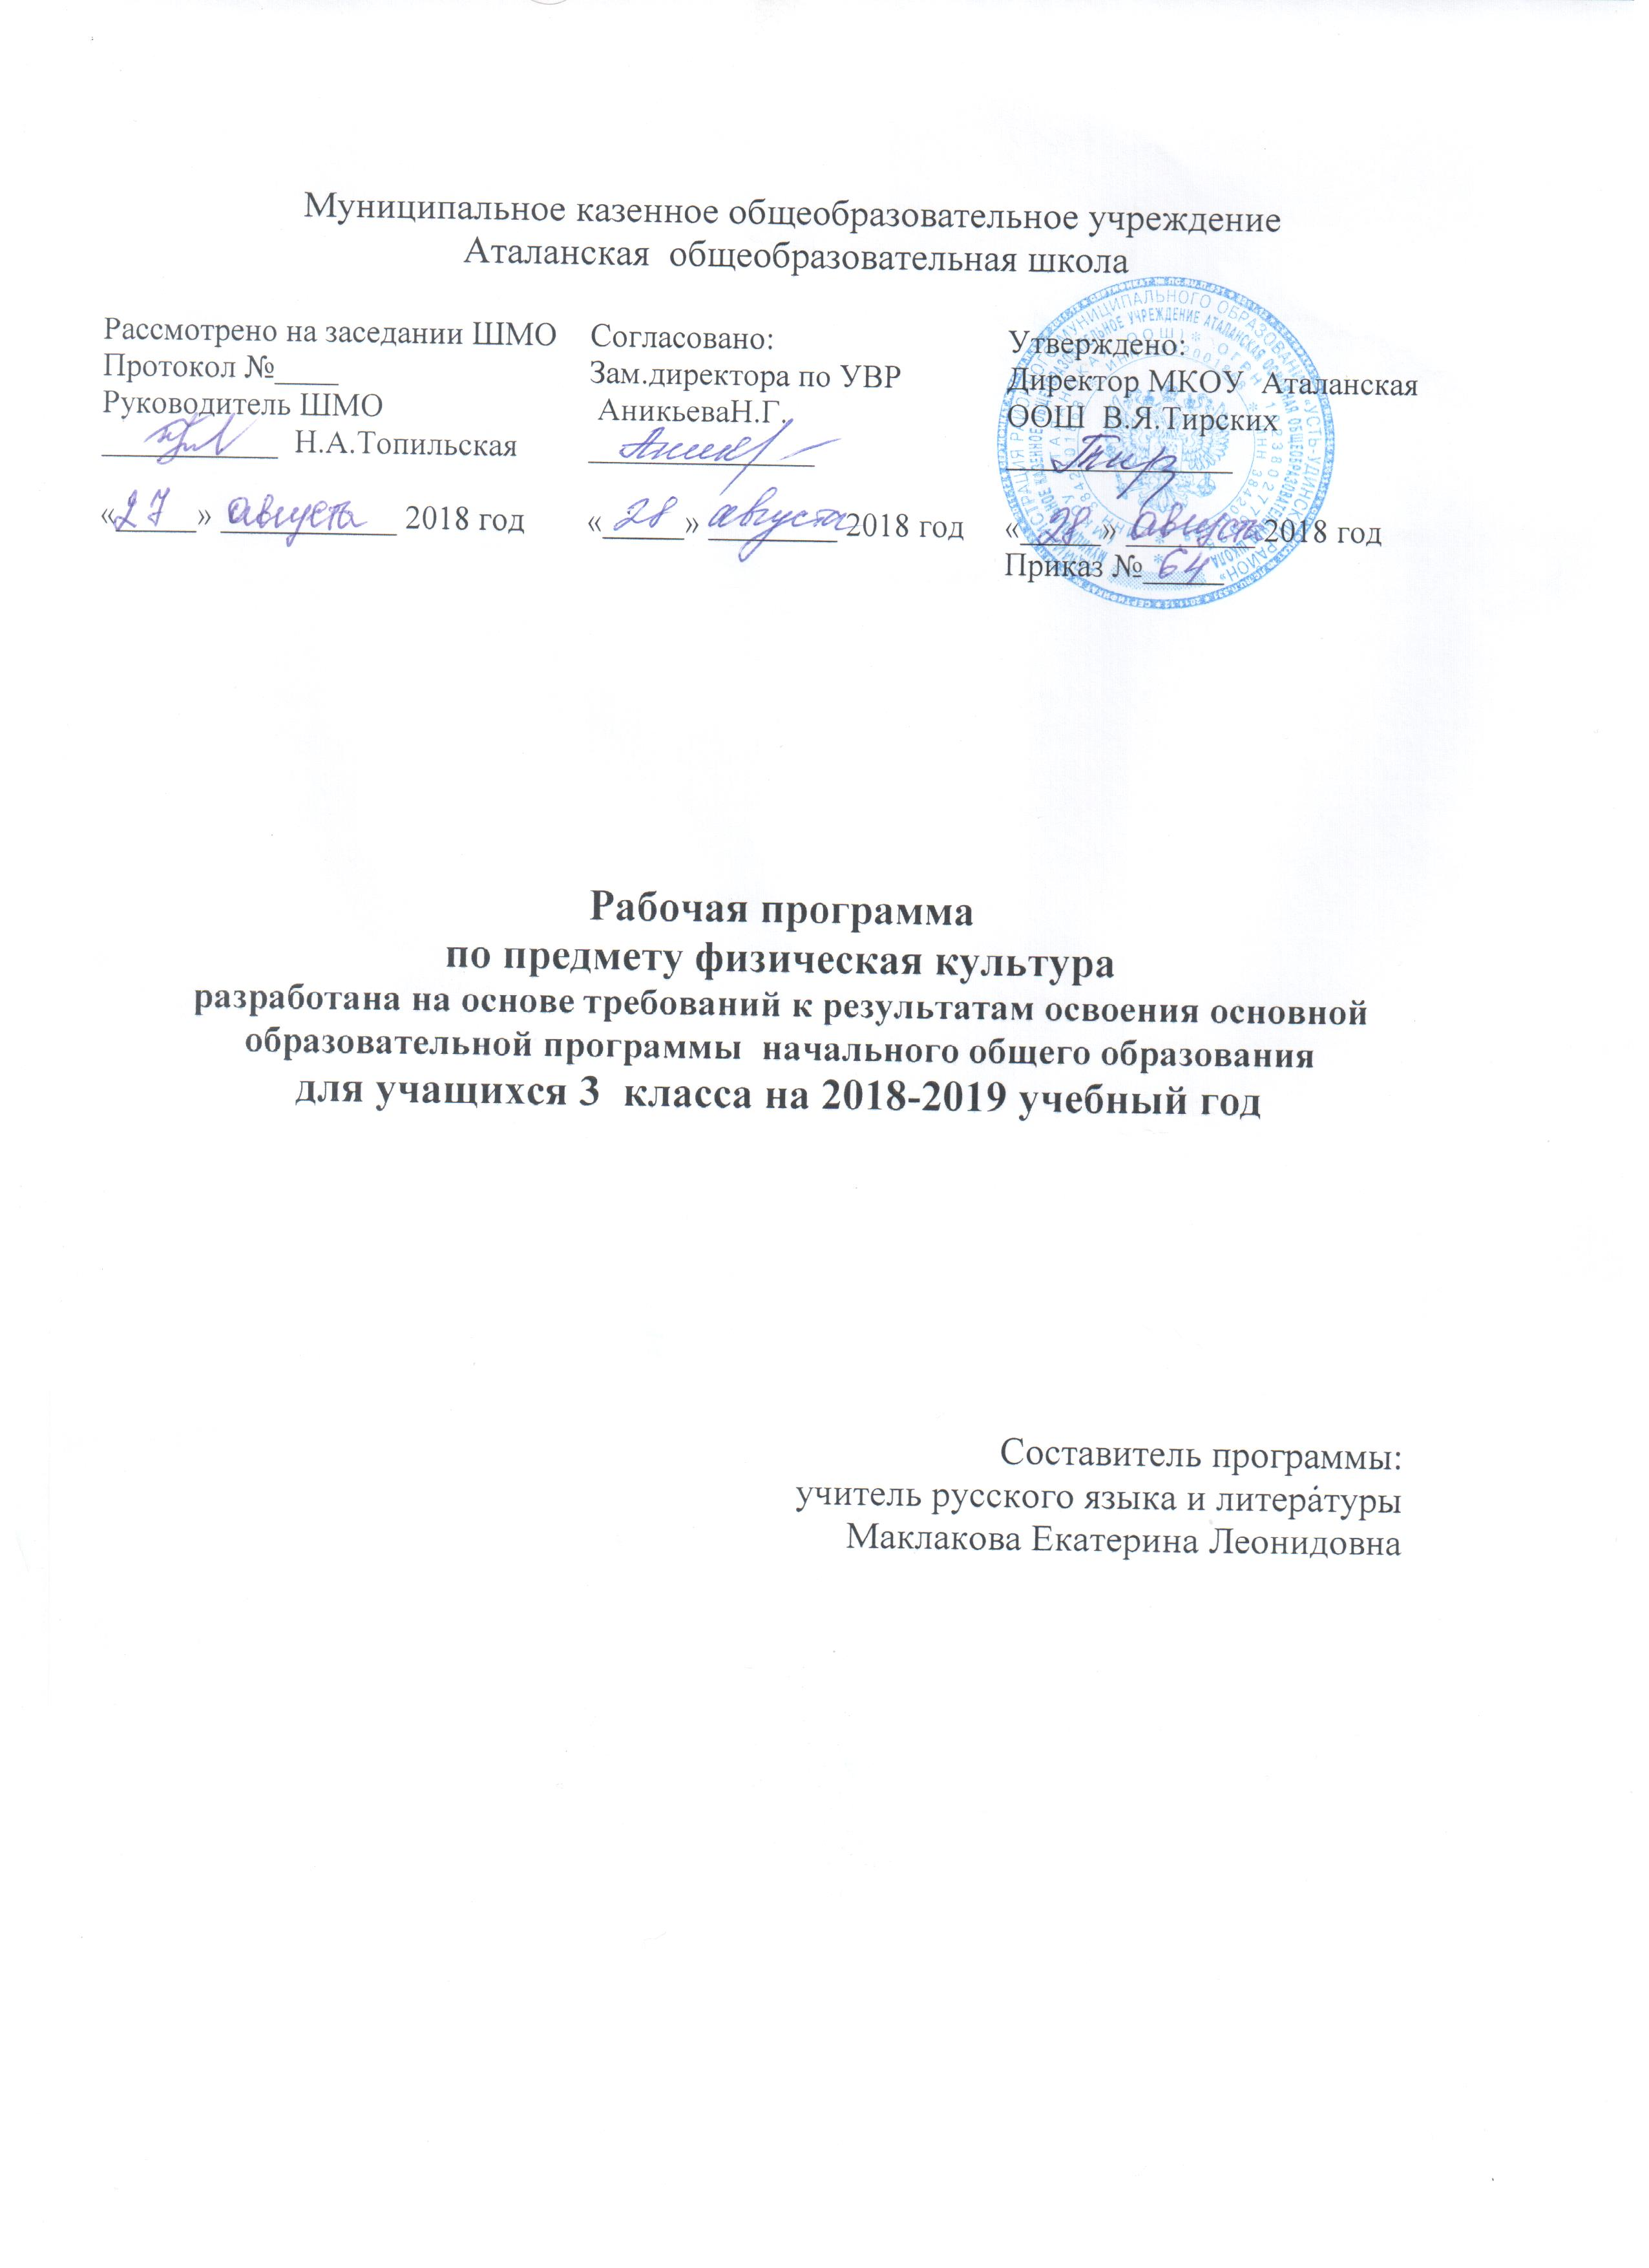 Муниципальное казенное общеобразовательное учреждение
Аталанская  общеобразовательная школа
Рассмотрено на заседании ШМО
Протокол №____
Руководитель ШМО
___________ Н.А.Топильская
«27» августа 2018 год
Согласовано:
Зам.директора по УВР
АникьеваН.Г.
«28» августа 2018 год
Утверждено:
Директор МКОУ  Аталанская
ООШ  В.Я.Тирских
«28» августа 2018 год
Приказ № 64
Рабочая программа
по предмету физическая культура
разработана на основе требований к результатам освоения основной
образовательной программы  начального общего образования
для учащихся 3  класса на 2018-2019 учебный год
Составитель программы:
учитель русского языка и литературы
Маклакова Екатерина Леонидовна